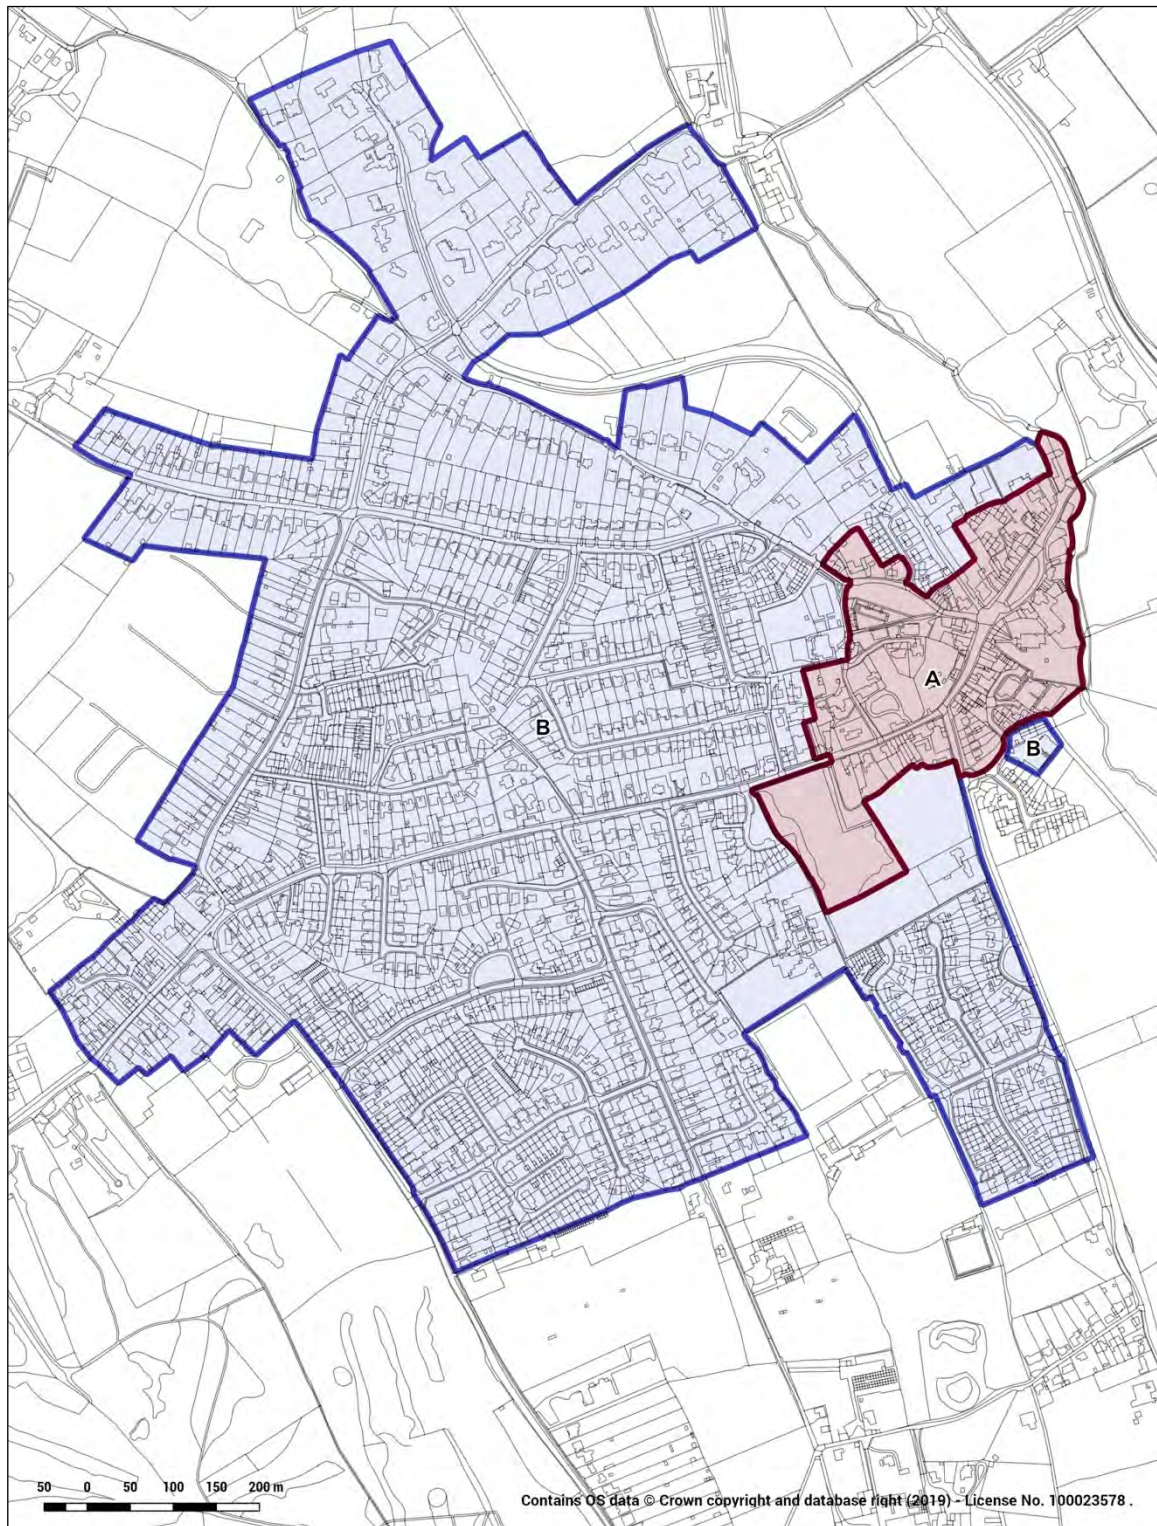 A
B
B
50 0 50 100 150 200 m
Contains OS data © Crown copyright and database right (2019) - License No. 100023578 .